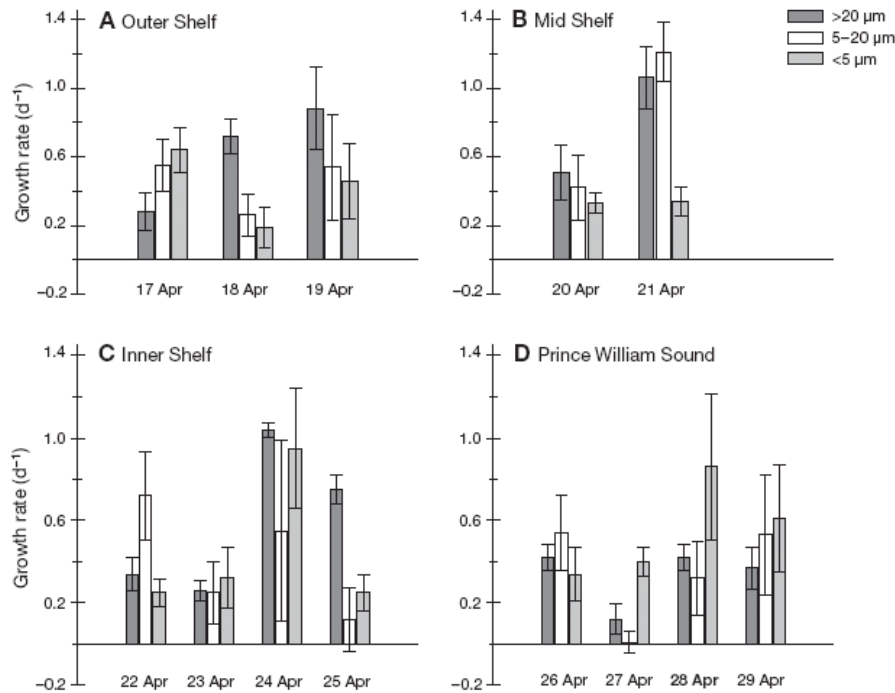 A Outer Shelf
1.4
1.0
0.6
0.2
–0.2
Growth rate (d⁻¹)
17 Apr 18 Apr 19 Apr
B Mid Shelf
1.4
1.0
0.6
0.2
–0.2
20 Apr 21 Apr
>20 µm
5–20 µm
<5 µm
C Inner Shelf
1.4
1.0
0.6
0.2
–0.2
Growth rate (d⁻¹)
22 Apr 23 Apr 24 Apr 25 Apr
D Prince William Sound
1.4
1.0
0.6
0.2
–0.2
26 Apr 27 Apr 28 Apr 29 Apr